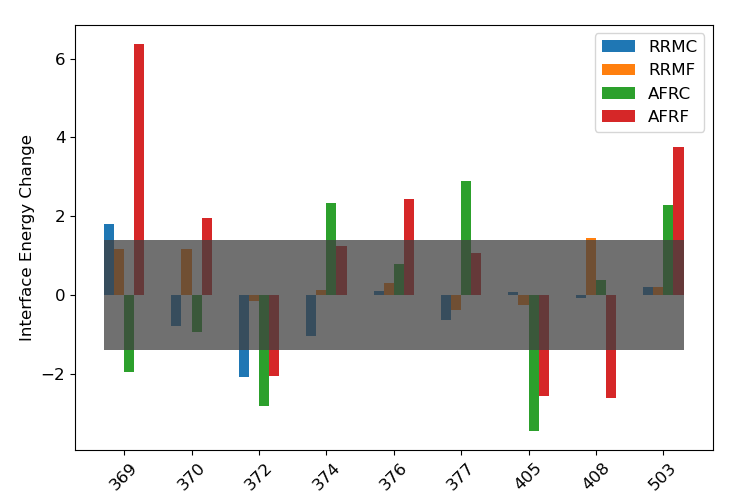 RRMC
RRMF
AFRC
AFRF
Interface Energy Change
6
4
2
0
−2
369 370 372 374 376 377 405 408 503